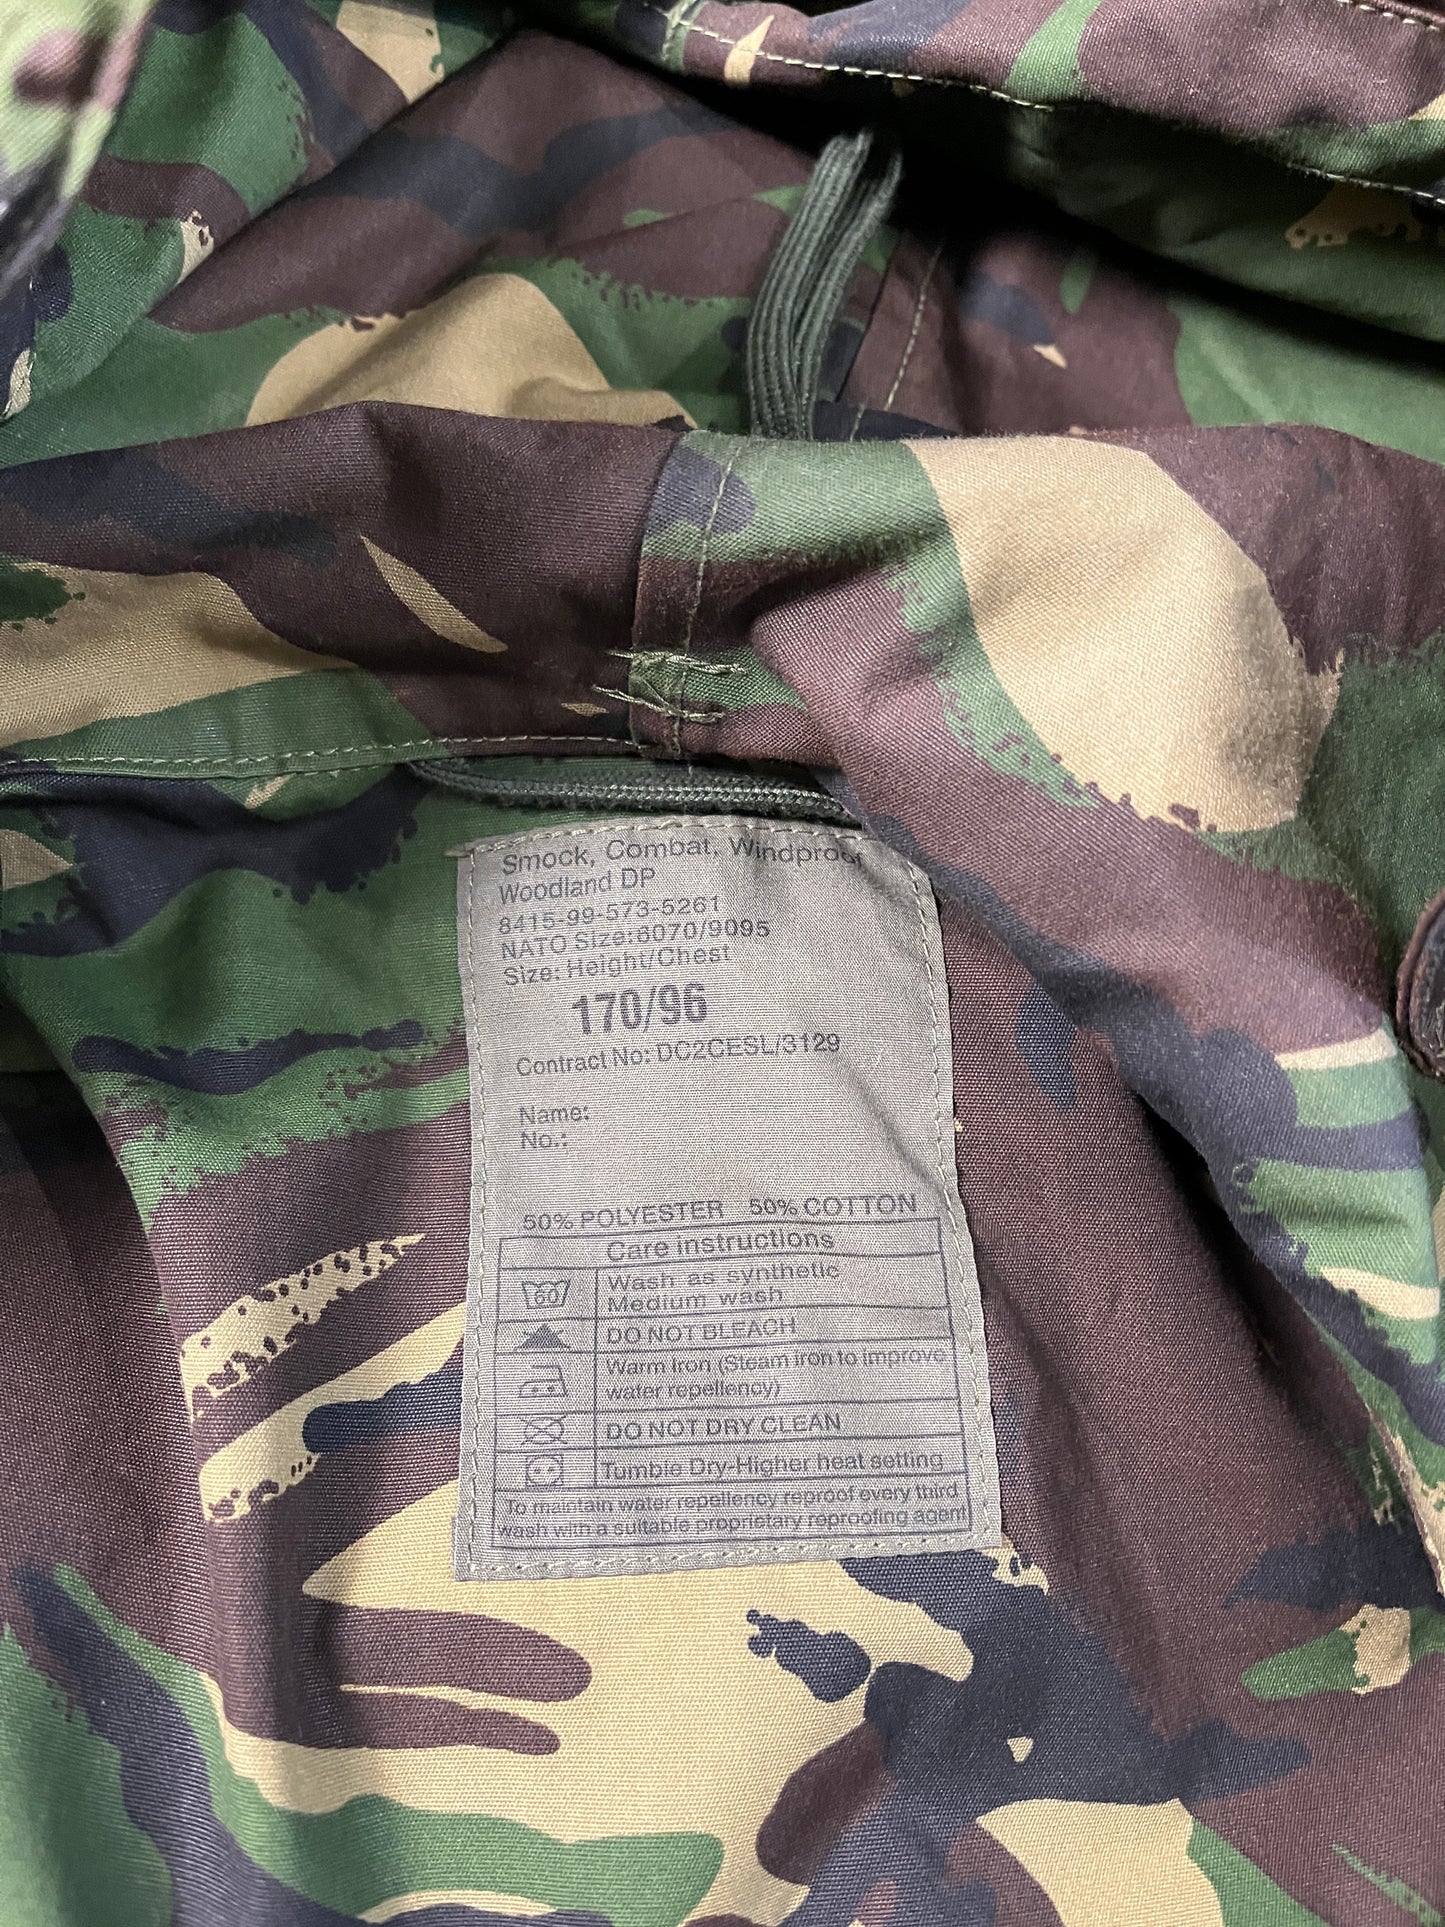 Smock, Combat, Windproof
Woodland DP
8415-99-573-5261
NATO Size:6070/9095
Size: Height/Chest
170/96
Contract No: DC2CESL/3129
Name:
No.:
50% POLYESTER 50% COTTON
Care instructions
60
Wash as synthetic
Medium wash
DO NOT BLEACH
Warm Iron (Steam iron to improve
water repellency)
DO NOT DRY CLEAN
Tumble Dry-Higher heat setting
To maintain water repellency reproof every third
wash with a suitable proprietary reproofing agent